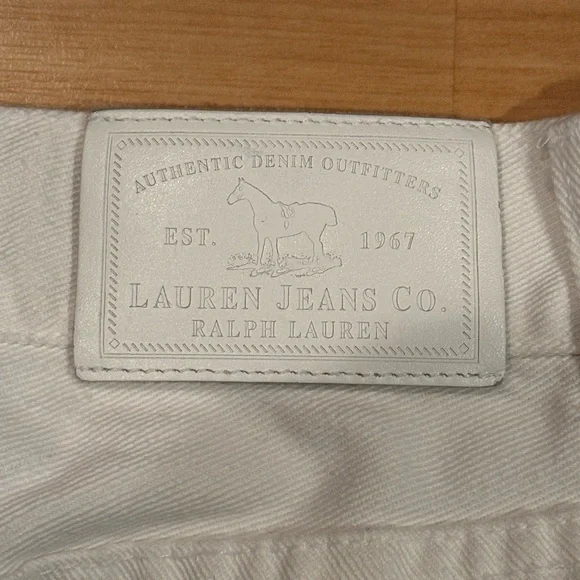 AUTHENTIC DENIM OUTFITTERS
EST. 1967
LAUREN JEANS CO.
RALPH LAUREN